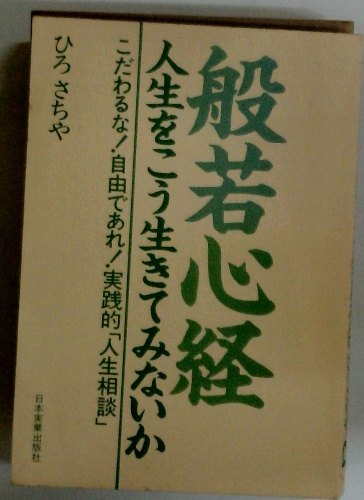 般若心経
人生をこう生きてみないか
こだわるな!自由であれ!実践的「人生相談」
ひろ さちや
日本実業出版社